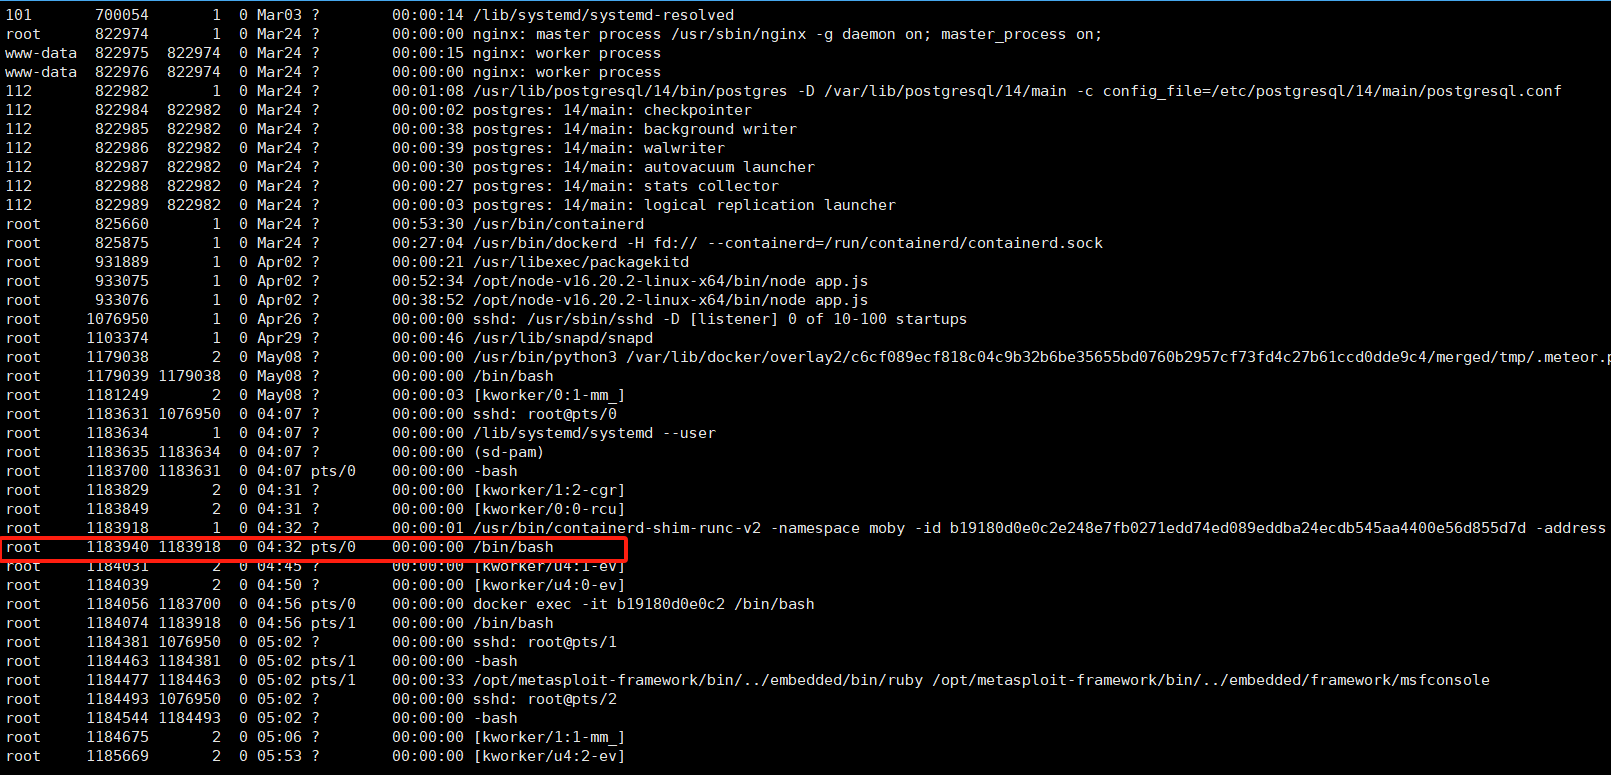 101       700054       1  0 Mar03 ?        00:00:14 /lib/systemd/systemd-resolved
root      822974       1  0 Mar24 ?        00:00:00 nginx: master process /usr/sbin/nginx -g daemon on; master_process on;
www-data  822975  822974  0 Mar24 ?        00:00:15 nginx: worker process
www-data  822976  822974  0 Mar24 ?        00:00:00 nginx: worker process
112       822982       1  0 Mar24 ?        00:01:08 /usr/lib/postgresql/14/bin/postgres -D /var/lib/postgresql/14/main -c config_file=/etc/postgresql/14/main/postgresql.conf
112       822984  822982  0 Mar24 ?        00:00:02 postgres: 14/main: checkpointer
112       822985  822982  0 Mar24 ?        00:00:38 postgres: 14/main: background writer
112       822986  822982  0 Mar24 ?        00:00:39 postgres: 14/main: walwriter
112       822987  822982  0 Mar24 ?        00:00:30 postgres: 14/main: autovacuum launcher
112       822988  822982  0 Mar24 ?        00:00:27 postgres: 14/main: stats collector
112       822989  822982  0 Mar24 ?        00:00:03 postgres: 14/main: logical replication launcher
root      825660       1  0 Mar24 ?        00:53:30 /usr/bin/containerd
root      825875       1  0 Mar24 ?        00:27:04 /usr/bin/dockerd -H fd:// --containerd=/run/containerd/containerd.sock
root      931889       1  0 Apr02 ?        00:00:21 /usr/libexec/packagekitd
root      933075       1  0 Apr02 ?        00:52:34 /opt/node-v16.20.2-linux-x64/bin/node app.js
root      933076       1  0 Apr02 ?        00:38:52 /opt/node-v16.20.2-linux-x64/bin/node app.js
root     1076950       1  0 Apr26 ?        00:00:00 sshd: /usr/sbin/sshd -D [listener] 0 of 10-100 startups
root     1103374       1  0 Apr29 ?        00:00:46 /usr/lib/snapd/snapd
root     1179038       2  0 May08 ?        00:00:00 /usr/bin/python3 /var/lib/docker/overlay2/c6cf089ecf818c04c9b32b6be35655bd0760b2957cf73fd4c27b61ccd0dde9c4/merged/tmp/.meteor.p
root     1179039 1179038  0 May08 ?        00:00:00 /bin/bash
root     1181249       2  0 May08 ?        00:00:03 [kworker/0:1-mm_]
root     1183631 1076950  0 04:07 ?        00:00:00 sshd: root@pts/0
root     1183634       1  0 04:07 ?        00:00:00 /lib/systemd/systemd --user
root     1183635 1183634  0 04:07 ?        00:00:00 (sd-pam)
root     1183700 1183631  0 04:07 pts/0    00:00:00 -bash
root     1183829       2  0 04:31 ?        00:00:00 [kworker/1:2-cgr]
root     1183849       2  0 04:31 ?        00:00:00 [kworker/0:0-rcu]
root     1183918       1  0 04:32 ?        00:00:01 /usr/bin/containerd-shim-runc-v2 -namespace moby -id b19180d0e0c2e248e7fb0271edd74ed089eddba24ecdb545aa4400e56d855d7d -address
root     1183940 1183918  0 04:32 pts/0    00:00:00 /bin/bash
root     1184031       2  0 04:45 ?        00:00:00 [kworker/u4:1-ev]
root     1184039       2  0 04:50 ?        00:00:00 [kworker/u4:0-ev]
root     1184056 1183700  0 04:56 pts/0    00:00:00 docker exec -it b19180d0e0c2 /bin/bash
root     1184074 1183918  0 04:56 pts/1    00:00:00 /bin/bash
root     1184381 1076950  0 05:02 ?        00:00:00 sshd: root@pts/1
root     1184463 1184381  0 05:02 pts/1    00:00:00 -bash
root     1184477 1184463  0 05:02 pts/1    00:00:33 /opt/metasploit-framework/bin/../embedded/bin/ruby /opt/metasploit-framework/bin/../embedded/framework/msfconsole
root     1184493 1076950  0 05:02 ?        00:00:00 sshd: root@pts/2
root     1184544 1184493  0 05:02 ?        00:00:00 -bash
root     1184675       2  0 05:06 ?        00:00:00 [kworker/1:1-mm_]
root     1185669       2  0 05:53 ?        00:00:00 [kworker/u4:2-ev]